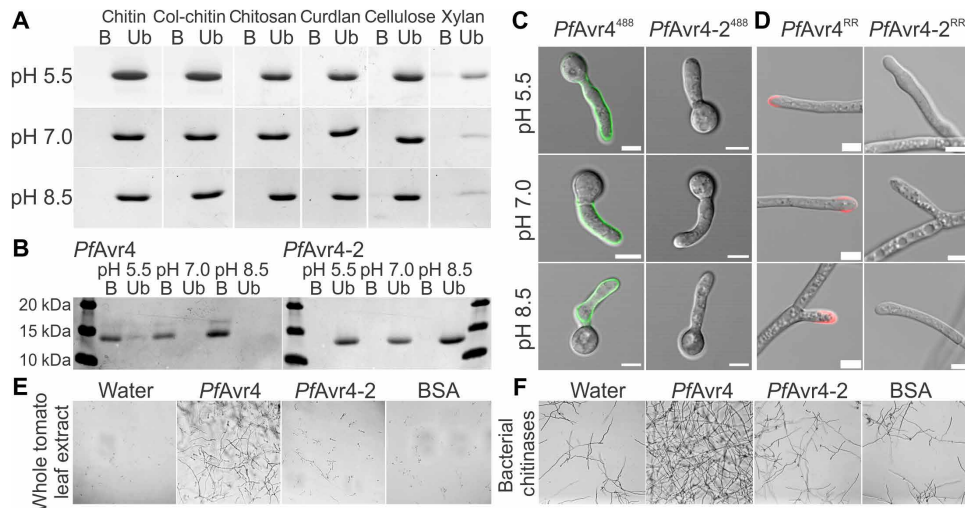 A
Chitin Col-chitin Chitosan Curdlan Cellulose Xylan
B Ub B Ub B Ub B Ub B Ub B Ub
pH 5.5
pH 7.0
pH 8.5
B
PfAvr4 PfAvr4-2
pH 5.5 pH 7.0 pH 8.5 pH 5.5 pH 7.0 pH 8.5
B Ub B Ub B Ub B Ub B Ub B Ub
20 kDa
15 kDa
10 kDa
C
PfAvr4⁴⁸⁸ PfAvr4-2⁴⁸⁸
pH 5.5
pH 7.0
pH 8.5
D
PfAvr4ᴿᴿ PfAvr4-2ᴿᴿ
E
Water PfAvr4 PfAvr4-2 BSA
Whole tomato
leaf extract
F
Water PfAvr4 PfAvr4-2 BSA
Bacterial
chitinases